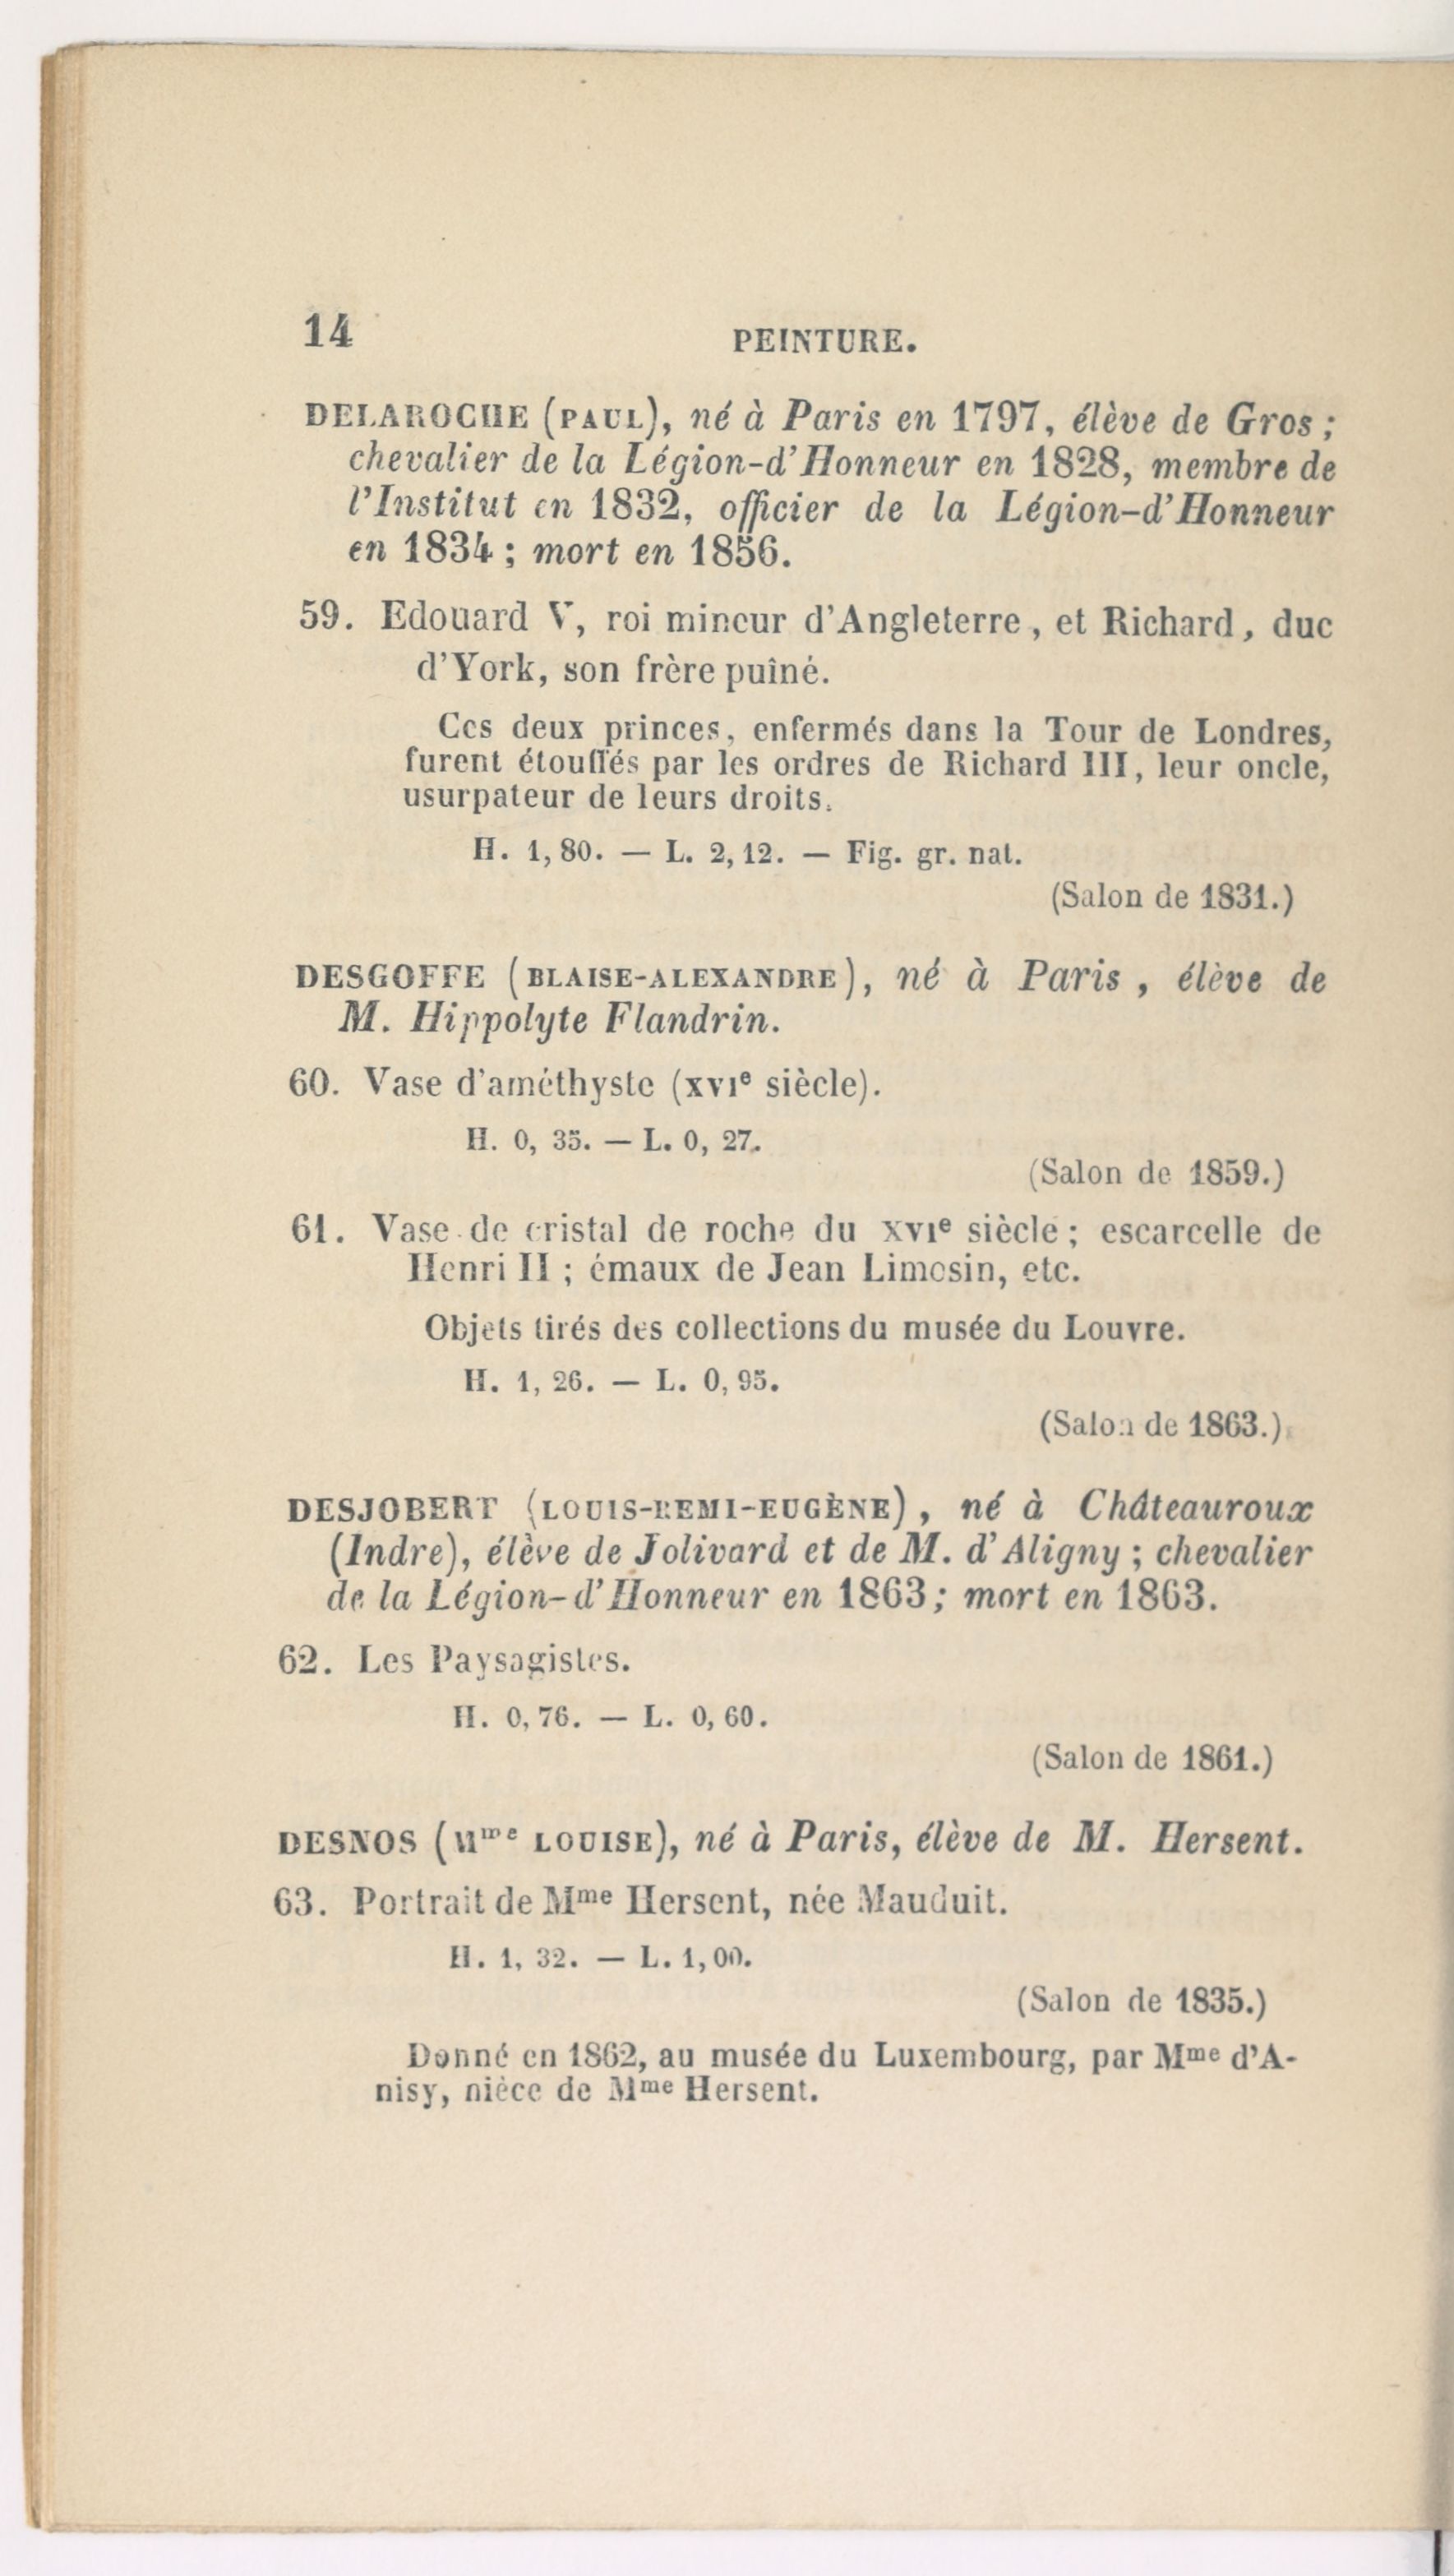 14 PEINTURE.
DELAROCHE (PAUL), né à Paris en 1797, élève de Gros ;
chevalier de la Légion-d'Honneur en 1828, membre de
l'Institut en 1832, officier de la Légion-d'Honneur
en 1834 ; mort en 1856.
59. Edouard V, roi mineur d'Angleterre, et Richard, duc
d'York, son frère puîné.
Ces deux princes, enfermés dans la Tour de Londres,
furent étouffés par les ordres de Richard III, leur oncle,
usurpateur de leurs droits.
H. 1,80. — L. 2,12. — Fig. gr. nat.
(Salon de 1831.)
DESGOFFE (BLAISE-ALEXANDRE), né à Paris, élève de
M. Hippolyte Flandrin.
60. Vase d'améthyste (XVIe siècle).
H. 0, 35. — L. 0, 27.
(Salon de 1859.)
61. Vase de cristal de roche du XVIe siècle ; escarcelle de
Henri II ; émaux de Jean Limosin, etc.
Objets tirés des collections du musée du Louvre.
H. 1, 26. — L. 0, 95.
(Salon de 1863.)
DESJOBERT (LOUIS-REMI-EUGÈNE), né à Châteauroux
(Indre), élève de Jolivard et de M. d'Aligny ; chevalier
de la Légion-d'Honneur en 1863 ; mort en 1863.
62. Les Paysagistes.
H. 0,76. — L. 0,60.
(Salon de 1861.)
DESNOS (Mme LOUISE), né à Paris, élève de M. Hersent.
63. Portrait de Mme Hersent, née Mauduit.
H. 1, 32. — L. 1,00.
(Salon de 1835.)
Donné en 1862, au musée du Luxembourg, par Mme d'A-
nisy, nièce de Mme Hersent.